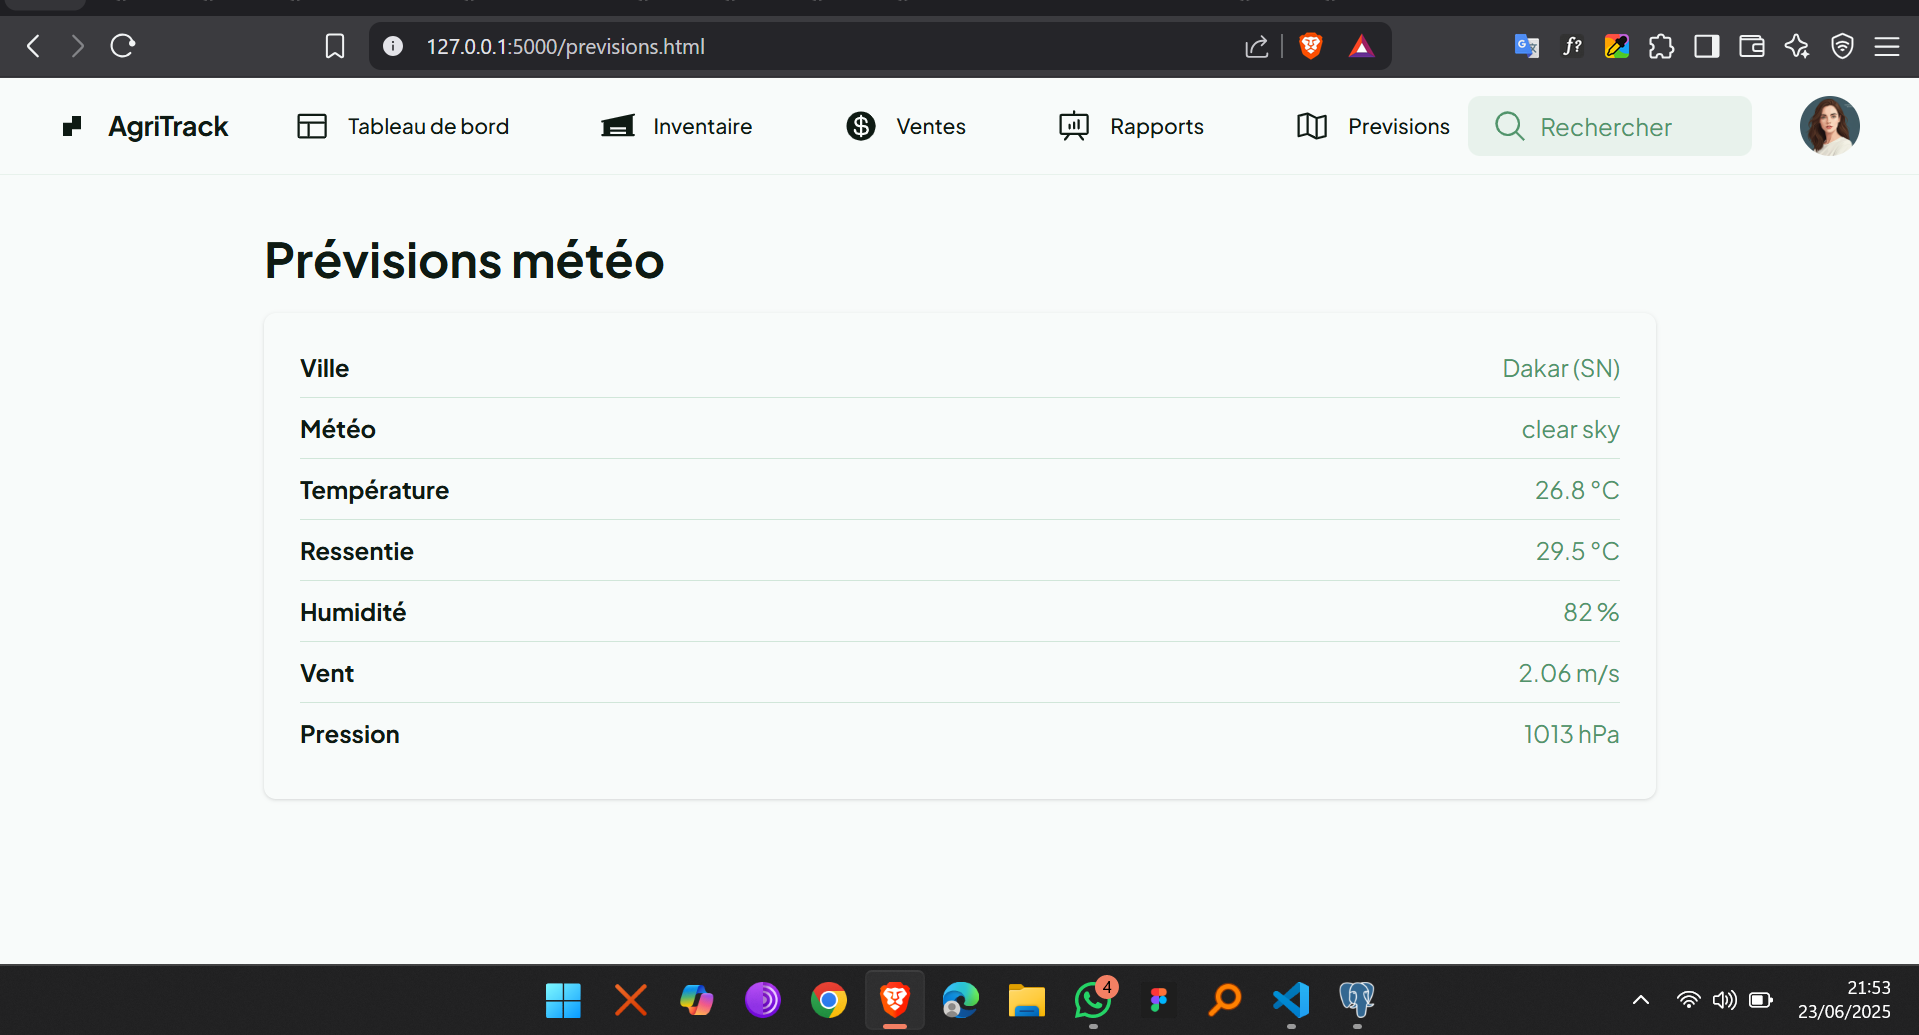 127.0.0.1:5000/previsions.html
AgriTrack
Tableau de bord
Inventaire
Ventes
Rapports
Previsions
Rechercher
Prévisions météo
Ville Dakar (SN)
Météo clear sky
Température 26.8 °C
Ressentie 29.5 °C
Humidité 82 %
Vent 2.06 m/s
Pression 1013 hPa
4
21:53
23/06/2025